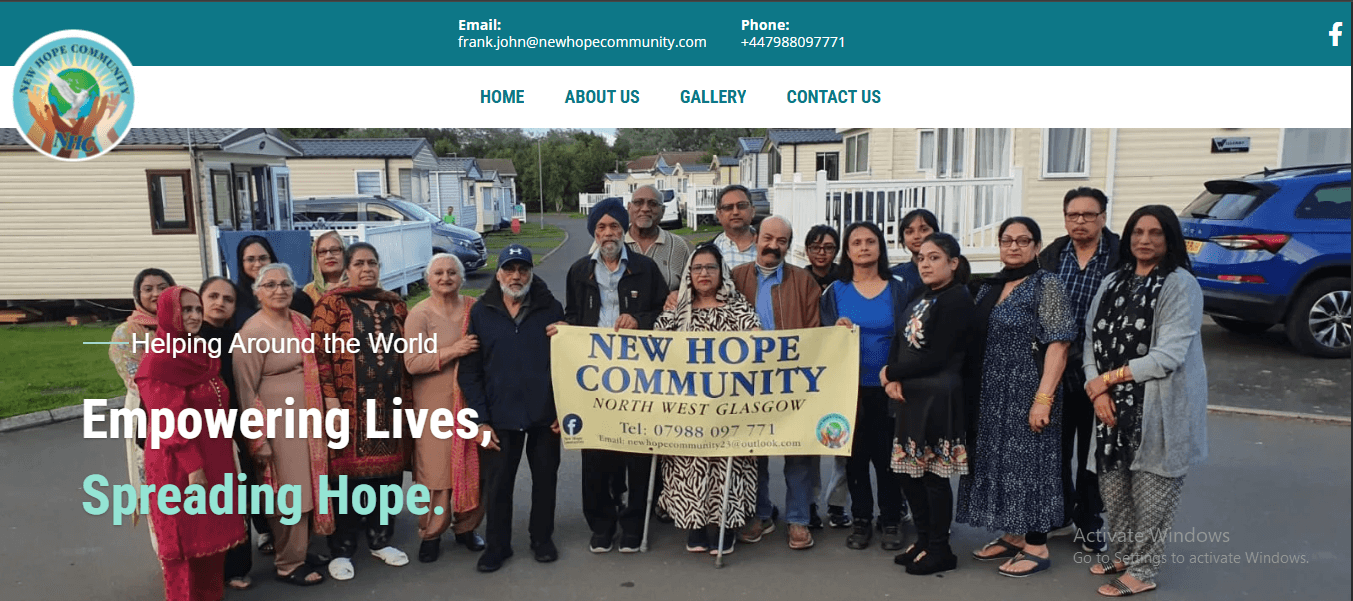 Email:
frank.john@newhopecommunity.com
Phone:
+447988097771
NEW HOPE COMMUNITY
NHC
HOME
ABOUT US
GALLERY
CONTACT US
Helping Around the World
Empowering Lives,
Spreading Hope.
NEW HOPE
COMMUNITY
NORTH WEST GLASGOW
Tel: 07988 097 771
Email: newhopecommunity23@outlook.com
Activate Windows
Go to Settings to activate Windows.